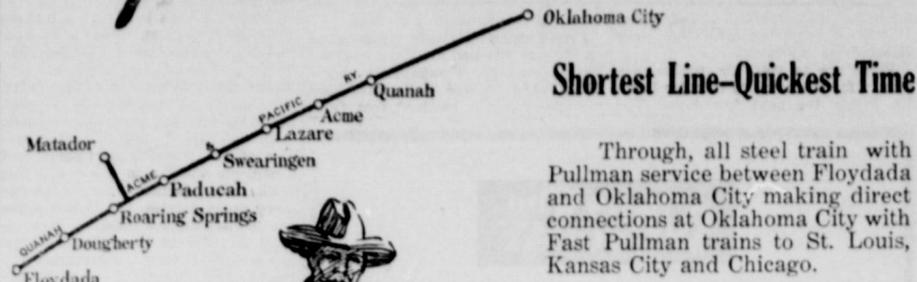 Oklahoma City
Shortest Line–Quickest Time
Through, all steel train with
Pullman service between Floydada
and Oklahoma City making direct
connections at Oklahoma City with
Fast Pullman trains to St. Louis,
Kansas City and Chicago.
QUANAH ACME & PACIFIC RY.
Quanah
Acme
Lazare
Swearingen
Matador
Paducah
Roaring Springs
Dougherty
Floydada